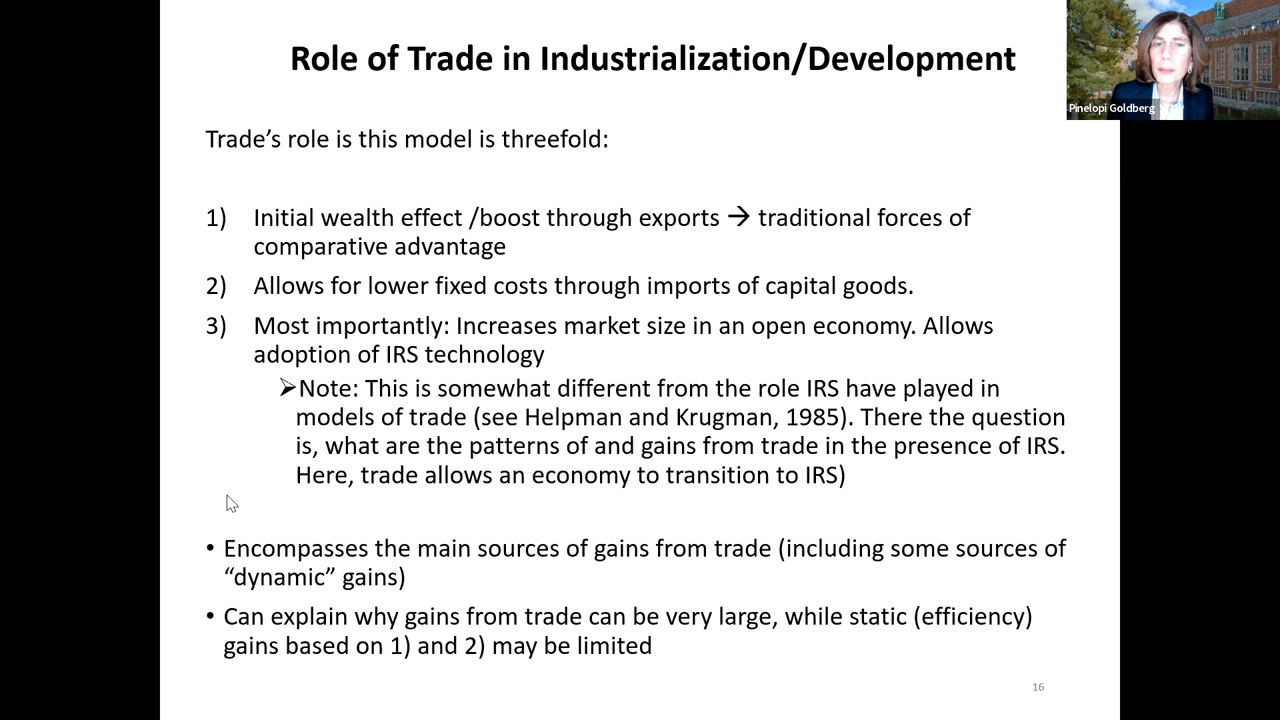 Role of Trade in Industrialization/Development
Pinelopi Goldberg
Trade’s role is this model is threefold:
1) Initial wealth effect /boost through exports → traditional forces of
comparative advantage
2) Allows for lower fixed costs through imports of capital goods.
3) Most importantly: Increases market size in an open economy. Allows
adoption of IRS technology
➢Note: This is somewhat different from the role IRS have played in
models of trade (see Helpman and Krugman, 1985). There the question
is, what are the patterns of and gains from trade in the presence of IRS.
Here, trade allows an economy to transition to IRS)
• Encompasses the main sources of gains from trade (including some sources of
“dynamic” gains)
• Can explain why gains from trade can be very large, while static (efficiency)
gains based on 1) and 2) may be limited
16